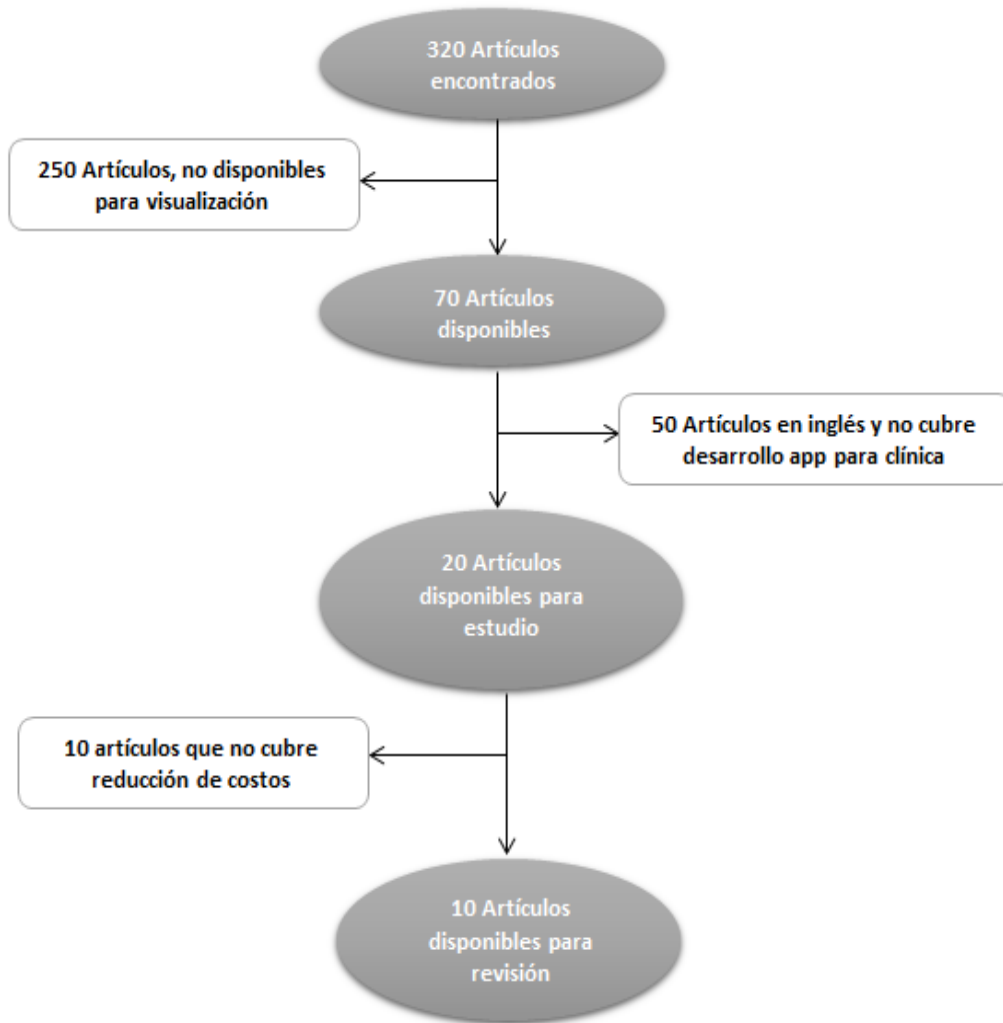 320 Artículos
encontrados
250 Artículos, no disponibles
para visualización
70 Artículos
disponibles
50 Artículos en inglés y no cubre
desarrollo app para clínica
20 Artículos
disponibles para
estudio
10 artículos que no cubre
reducción de costos
10 Artículos
disponibles para
revisión